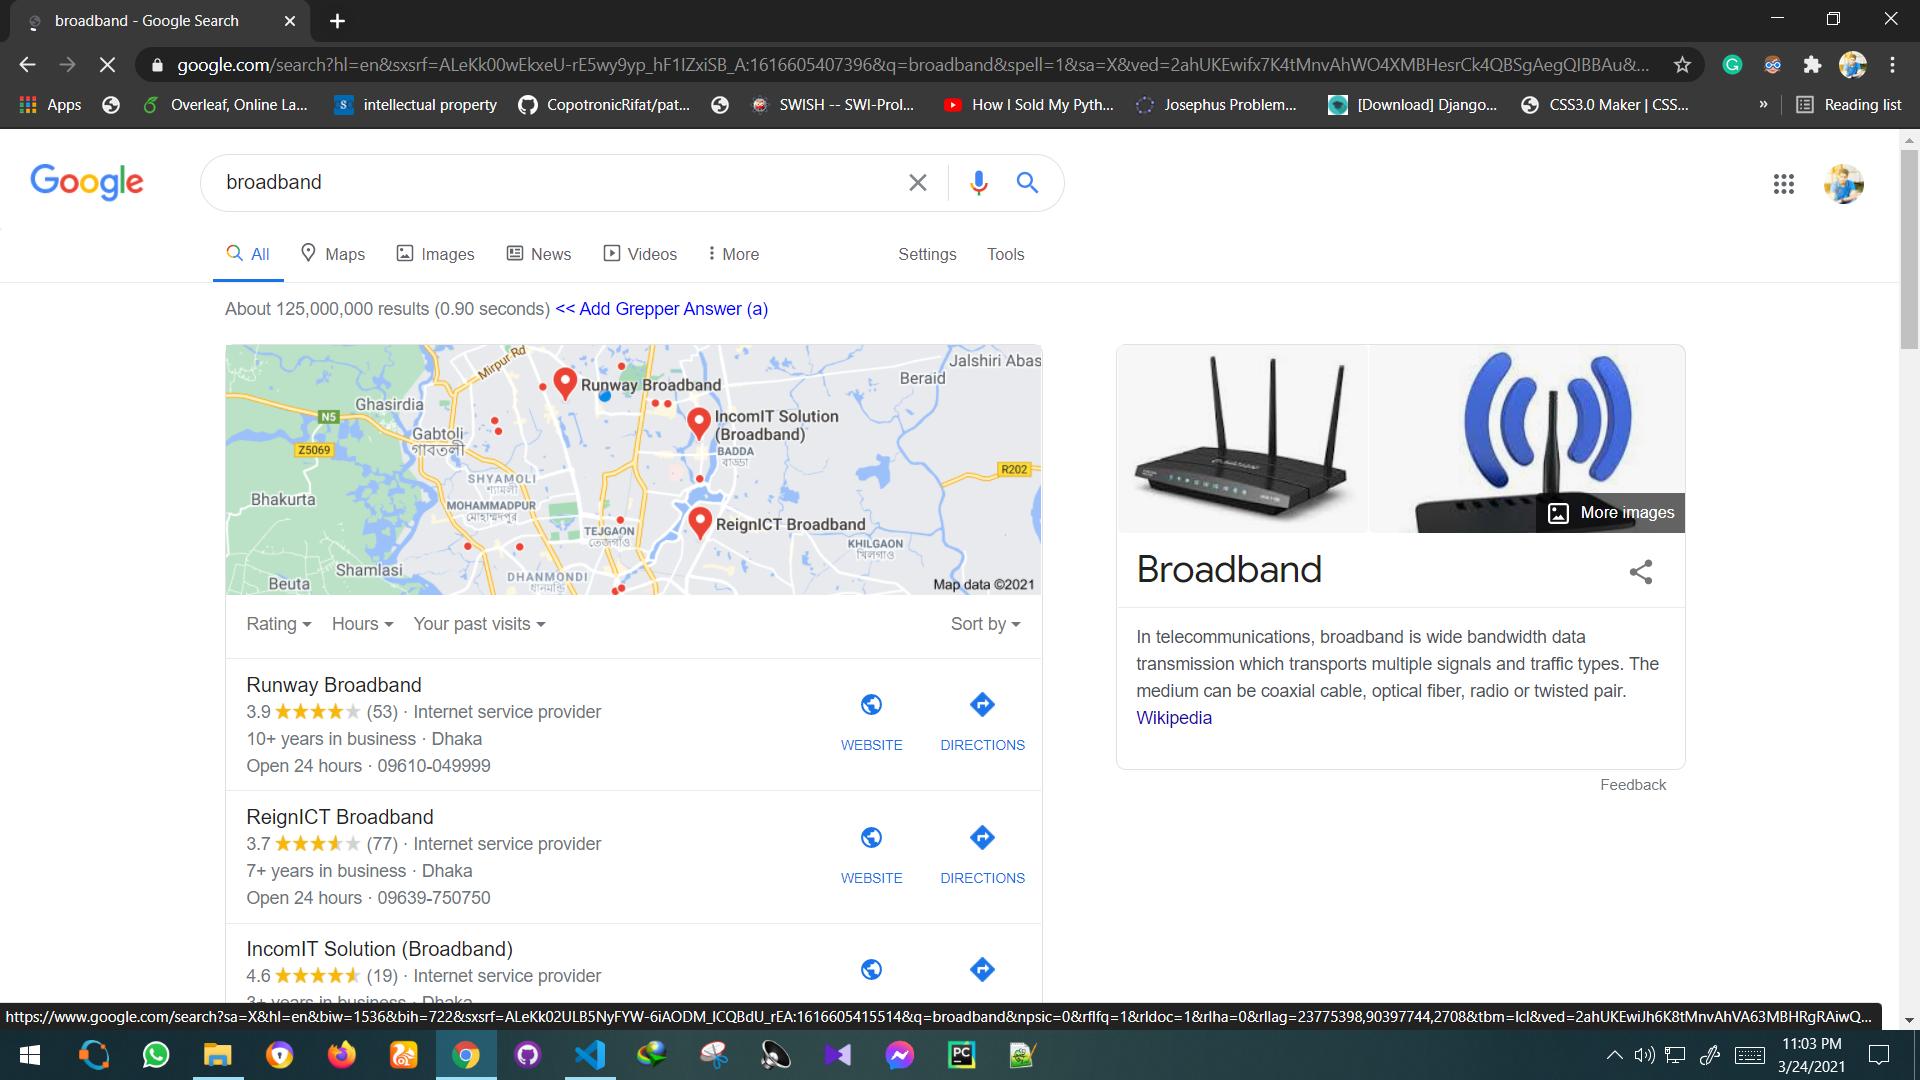 broadband - Google Search
google.com/search?hl=en&sxsrf=ALeKk00wEkxeU-rE5wy9yp_hF1IZxiSB_A:1616605407396&q=broadband&spell=1&sa=X&ved=2ahUKEwifx7K4tMnvAhWO4XMBHesrCk4QBSgAegQIBBAu&...
Apps Overleaf, Online La... intellectual property CopotronicRifat/pat... SWISH -- SWI-Prol... How I Sold My Pyth... Josephus Problem... [Download] Django... CSS3.0 Maker | CSS... » Reading list
Google
broadband
All Maps Images News Videos More Settings Tools
About 125,000,000 results (0.90 seconds) << Add Grepper Answer (a)
Mirpur Rd
Jalshiri Abas
Runway Broadband
Beraid
Ghasirdia
N5
IncomIT Solution
(Broadband)
Gabtoli
গাবতলী
BADDA
বাড্ডা
Z5069
R202
SHYAMOLI
শ্যামলী
Bhakurta
MOHAMMADPUR
মোহাম্মদপুর
ReignICT Broadband
TEJGAON
তেজগাঁও
KHILGAON
খিলগাও
Shamlasi
DHANMONDI
ধানমন্ডি
Beuta
Map data ©2021
Rating Hours Your past visits Sort by
Runway Broadband
3.9 (53) · Internet service provider
10+ years in business · Dhaka
Open 24 hours · 09610-049999
WEBSITE DIRECTIONS
ReignICT Broadband
3.7 (77) · Internet service provider
7+ years in business · Dhaka
Open 24 hours · 09639-750750
WEBSITE DIRECTIONS
IncomIT Solution (Broadband)
4.6 (19) · Internet service provider
3+ years in business · Dhaka
More images
Broadband
In telecommunications, broadband is wide bandwidth data
transmission which transports multiple signals and traffic types. The
medium can be coaxial cable, optical fiber, radio or twisted pair.
Wikipedia
Feedback
https://www.google.com/search?sa=X&hl=en&biw=1536&bih=722&sxsrf=ALeKk02ULB5NyFYW-6iAODM_ICQBdU_rEA:1616605415514&q=broadband&npsic=0&rflfq=1&rldoc=1&rlha=0&rllag=23775398,90397744,2708&tbm=lcl&ved=2ahUKEwiJh6K8tMnvAhVA63MBHRgRAiwQ...
11:03 PM
3/24/2021